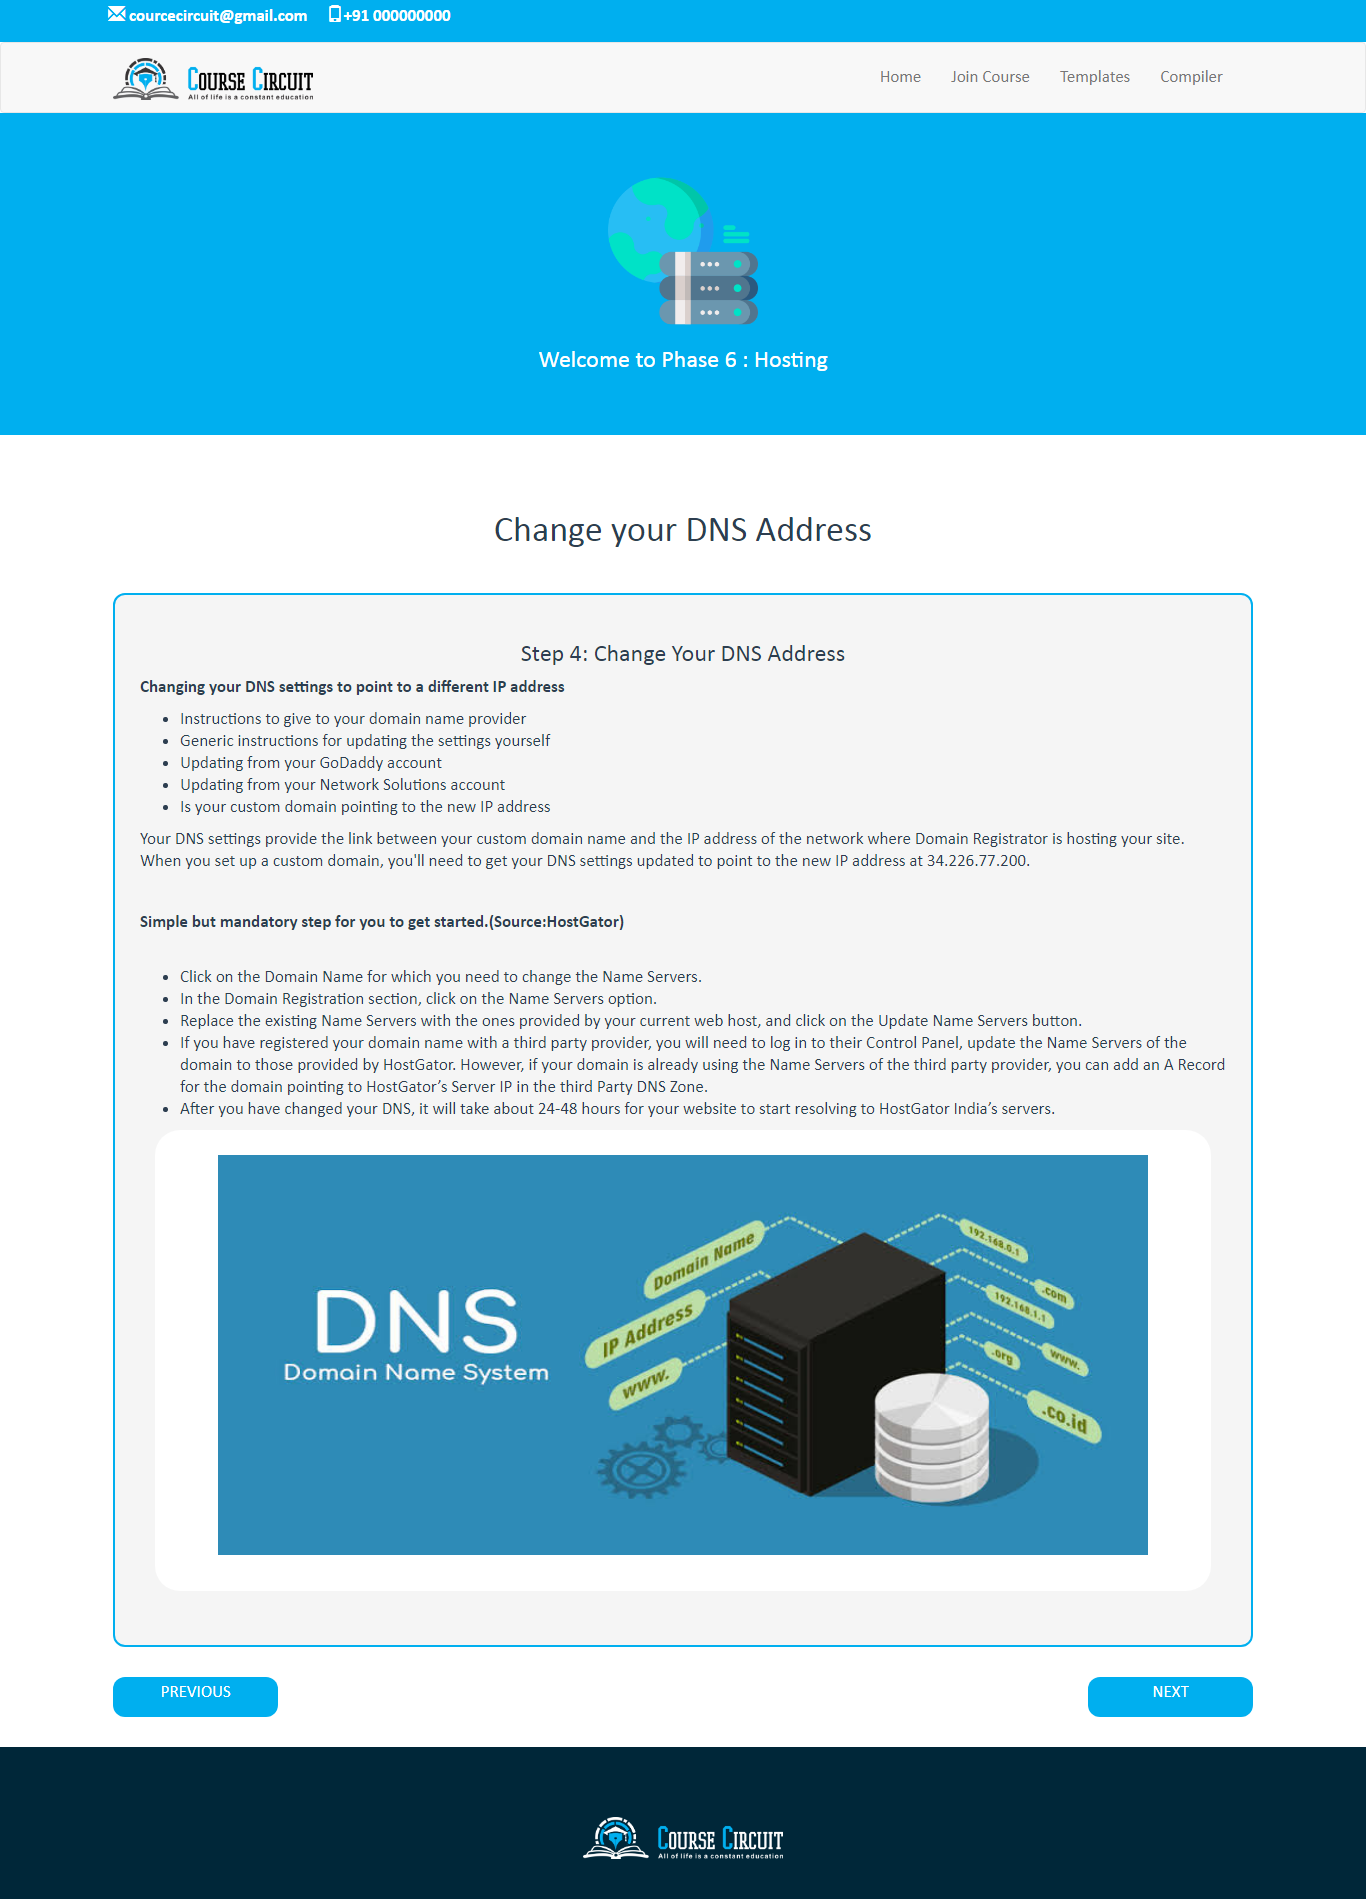 courcecircuit@gmail.com +91 000000000
COURSE CIRCUIT
All of life is a constant education
Home Join Course Templates Compiler
Welcome to Phase 6 : Hosting
Change your DNS Address
Step 4: Change Your DNS Address
Changing your DNS settings to point to a different IP address
Instructions to give to your domain name provider
Generic instructions for updating the settings yourself
Updating from your GoDaddy account
Updating from your Network Solutions account
Is your custom domain pointing to the new IP address
Your DNS settings provide the link between your custom domain name and the IP address of the network where Domain Registrator is hosting your site.
When you set up a custom domain, you'll need to get your DNS settings updated to point to the new IP address at 34.226.77.200.
Simple but mandatory step for you to get started.(Source:HostGator)
Click on the Domain Name for which you need to change the Name Servers.
In the Domain Registration section, click on the Name Servers option.
Replace the existing Name Servers with the ones provided by your current web host, and click on the Update Name Servers button.
If you have registered your domain name with a third party provider, you will need to log in to their Control Panel, update the Name Servers of the
domain to those provided by HostGator. However, if your domain is already using the Name Servers of the third party provider, you can add an A Record
for the domain pointing to HostGator’s Server IP in the third Party DNS Zone.
After you have changed your DNS, it will take about 24-48 hours for your website to start resolving to HostGator India’s servers.
DNS
Domain Name System
Domain Name
IP Address
www.
192.168.0.1
.com
192.168.1.1
www.
.org
.co.id
PREVIOUS NEXT
COURSE CIRCUIT
All of life is a constant education